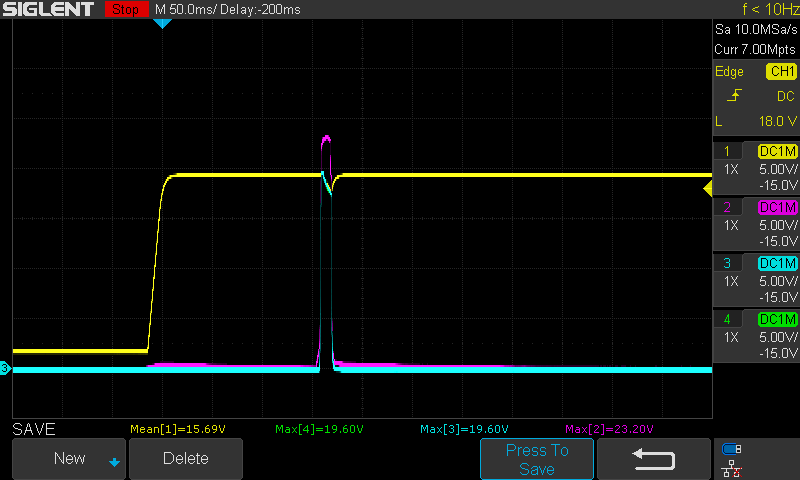 SIGLENT Stop M 50.0ms/ Delay:-200ms f < 10Hz
Sa 10.0MSa/s
Curr 7.00Mpts
Edge CH1
DC
L 18.0 V
1 DC1M
1X 5.00V/
-15.0V
2 DC1M
1X 5.00V/
-15.0V
3 DC1M
1X 5.00V/
-15.0V
4 DC1M
1X 5.00V/
-15.0V
3
SAVE Mean[1]=15.69V Max[4]=19.60V Max[3]=19.60V Max[2]=23.20V
New Delete Press To
Save